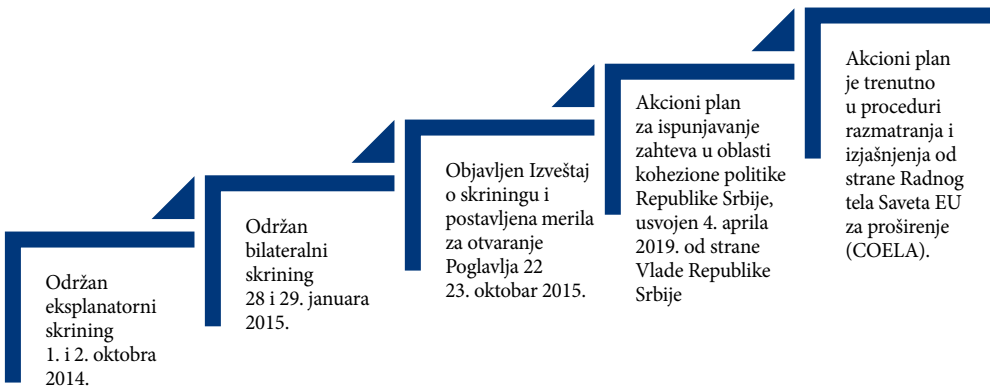 Održan
eksplanatorni
skrining
1. i 2. oktobra
2014.
Održan
bilateralni
skrining
28 i 29. januara
2015.
Objavljen Izveštaj
o skriningu i
postavljena merila
za otvaranje
Poglavlja 22
23. oktobar 2015.
Akcioni plan
za ispunjavanje
zahteva u oblasti
kohezione politike
Republike Srbije,
usvojen 4. aprila
2019. od strane
Vlade Republike
Srbije
Akcioni plan
je trenutno
u proceduri
razmatranja i
izjašnjenja od
strane Radnog
tela Saveta EU
za proširenje
(COELA).